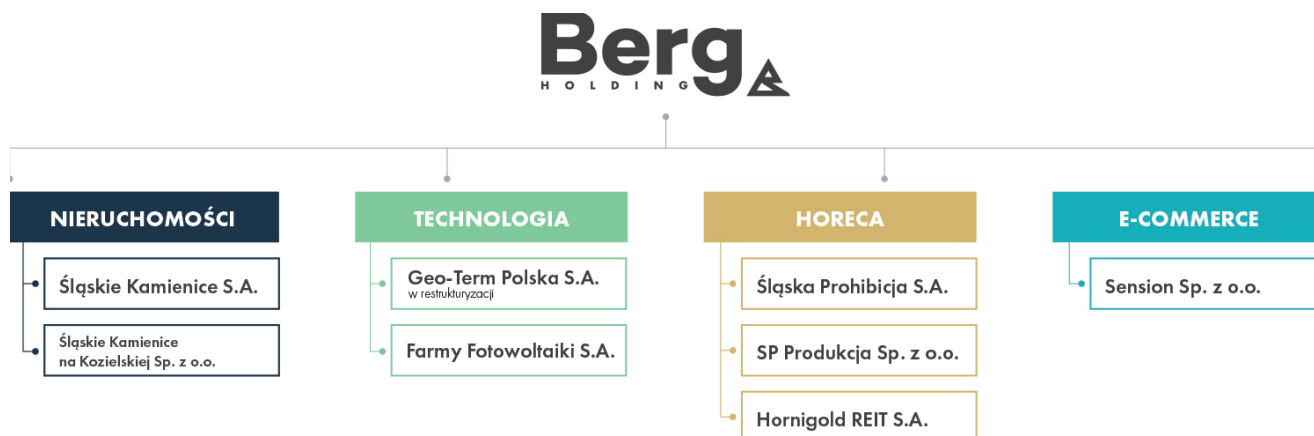 Berg
HOLDING
NIERUCHOMOŚCI
Śląskie Kamienice S.A.
Śląskie Kamienice
na Kozielskiej Sp. z o.o.
TECHNOLOGIA
Geo-Term Polska S.A.
w restrukturyzacji
Farmy Fotowoltaiki S.A.
HORECA
Śląska Prohibicja S.A.
SP Produkcja Sp. z o.o.
Hornigold REIT S.A.
E-COMMERCE
Sension Sp. z o.o.